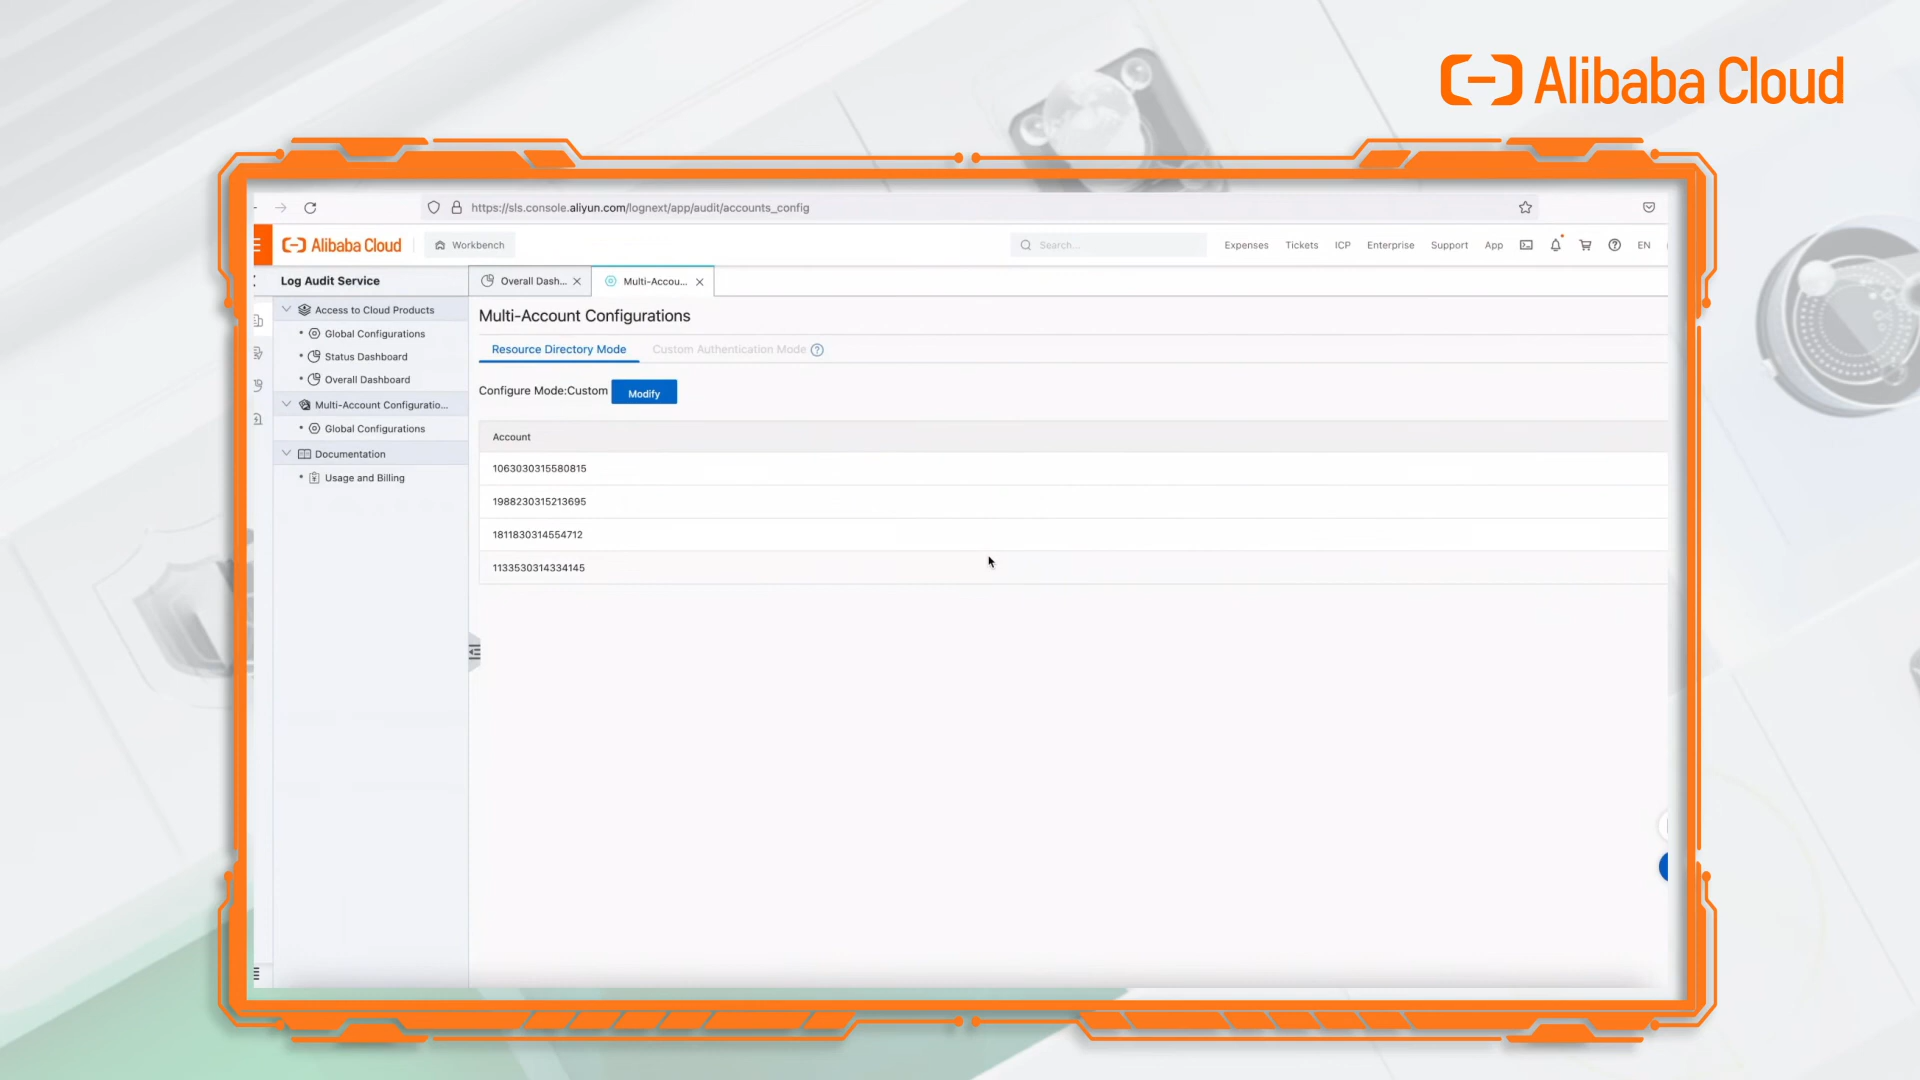 Alibaba Cloud
https://sls.console.aliyun.com/lognext/app/audit/accounts_config
Alibaba Cloud
Workbench
Search...
Expenses
Tickets
ICP
Enterprise
Support
App
EN
Log Audit Service
Overall Dash...
Multi-Accou...
Access to Cloud Products
Global Configurations
Status Dashboard
Overall Dashboard
Multi-Account Configuratio...
Global Configurations
Documentation
Usage and Billing
Multi-Account Configurations
Resource Directory Mode
Custom Authentication Mode
Configure Mode:Custom
Modify
Account
1063030315580815
1988230315213695
1811830314554712
1133530314334145